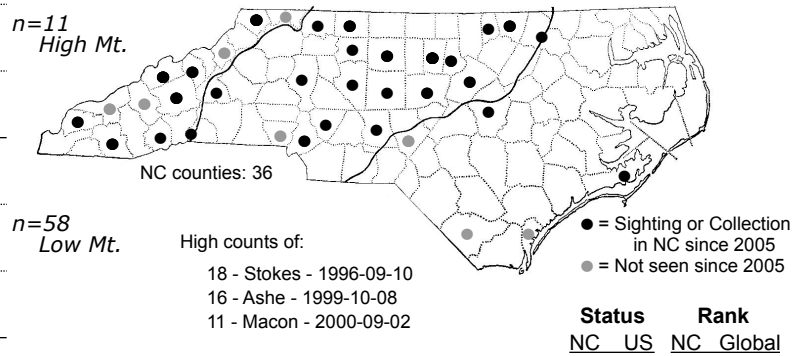 n=11
High Mt.
NC counties: 36
n=58
Low Mt.
High counts of:
18 - Stokes - 1996-09-10
16 - Ashe - 1999-10-08
11 - Macon - 2000-09-02
= Sighting or Collection
in NC since 2005
= Not seen since 2005
Status Rank
NC US NC Global